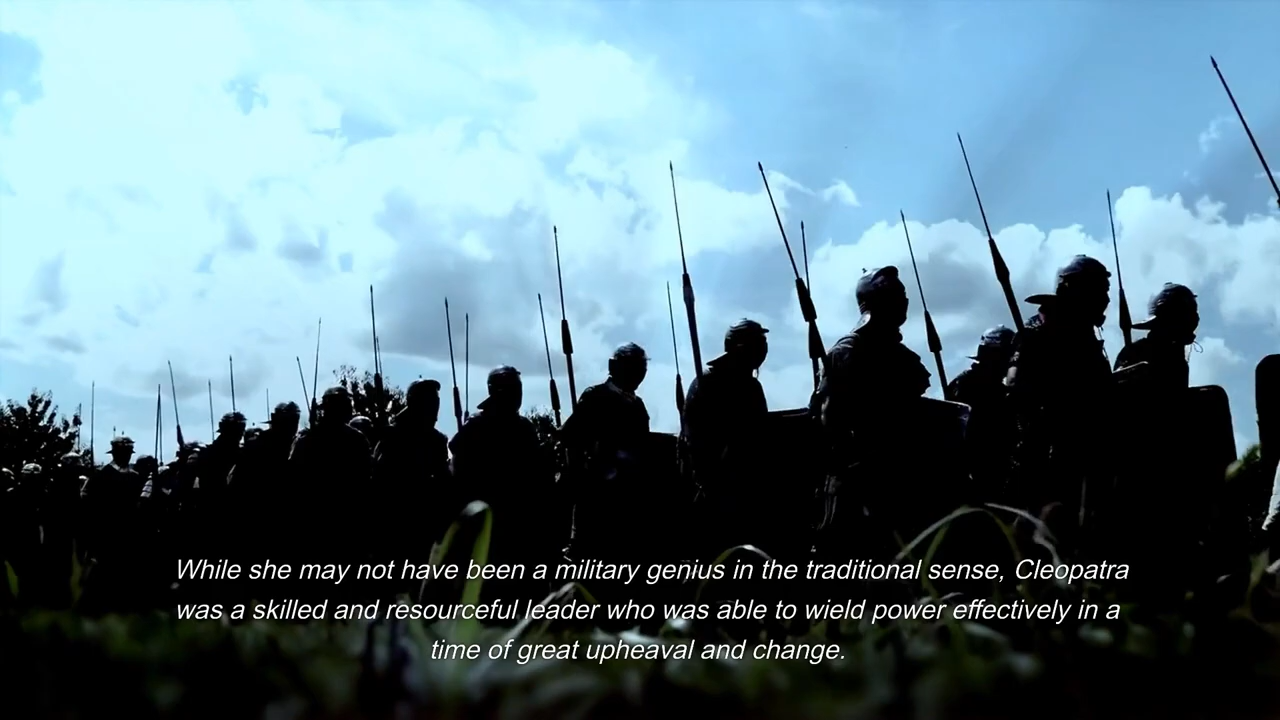 While she may not have been a military genius in the traditional sense, Cleopatra
was a skilled and resourceful leader who was able to wield power effectively in a
time of great upheaval and change.